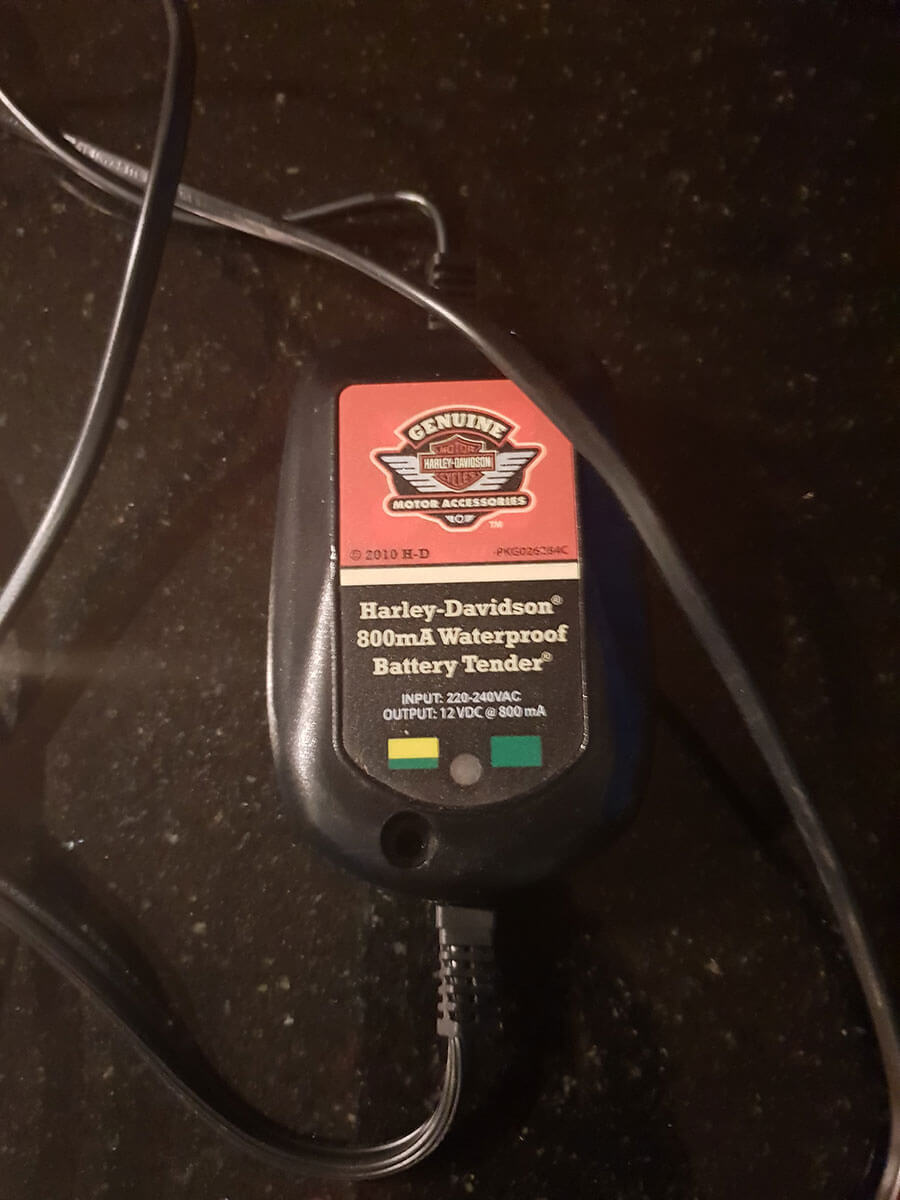 GENUINE
MOTOR
HARLEY-DAVIDSON
CYCLES
MOTOR ACCESSORIES
TM
© 2010 H-D
Harley-Davidson®
800mA Waterproof
Battery Tender®
INPUT: 220-240VAC
OUTPUT: 12 VDC @ 800 mA